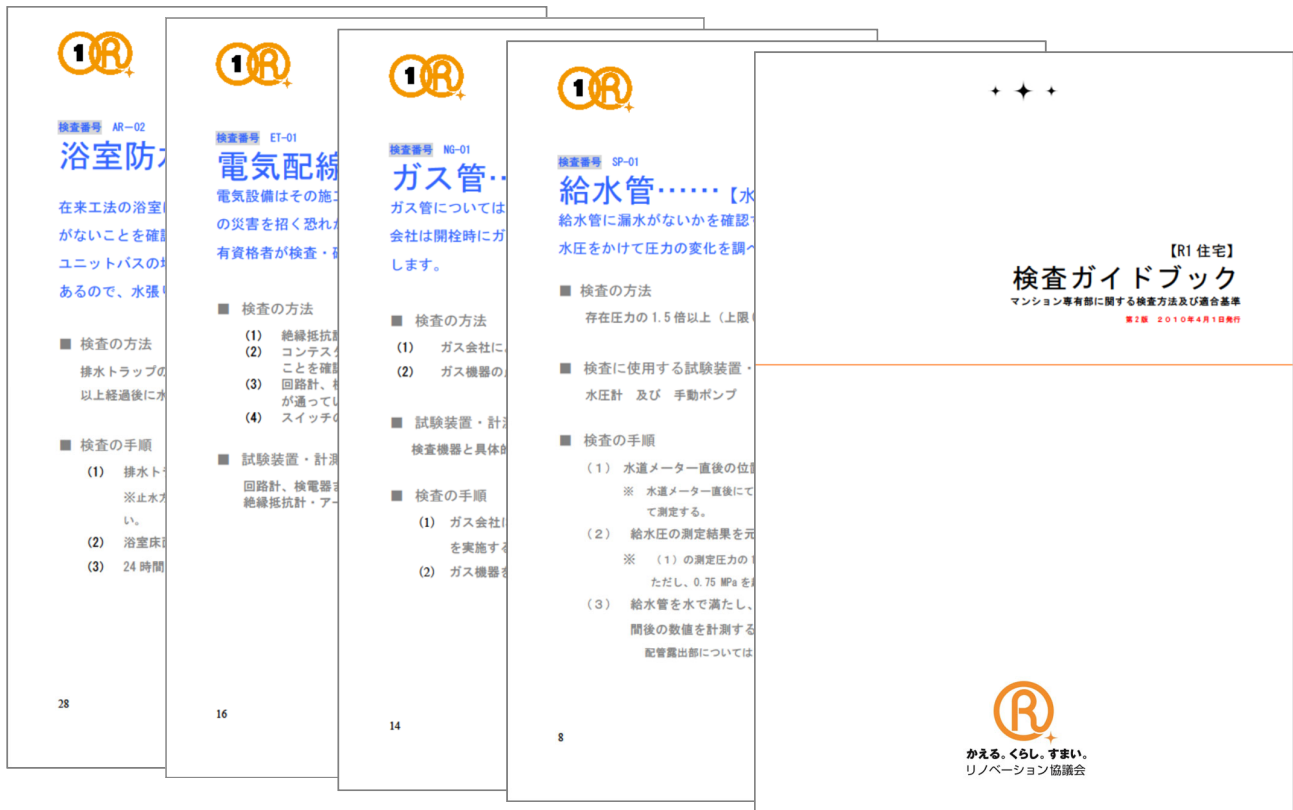 1R
検査番号 AR－02
浴室防水
在来工法の浴室
がないことを確認
ユニットバスの
あるので、水張り
■ 検査の方法
排水トラップの
以上経過後に水
■ 検査の手順
(1) 排水トラ
※止水
い。
(2) 浴室床
(3) 24時間
28
1R
検査番号 ET-01
電気配線
電気設備はその施工
の災害を招く恐れが
有資格者が検査・確
■ 検査の方法
(1) 絶縁抵抗計
(2) コンテスタ
ことを確認
(3) 回路計、検
が通ってい
(4) スイッチの
■ 試験装置・計測
回路計、検電器ま
絶縁抵抗計・アー
16
1R
検査番号 NG-01
ガス管‥
ガス管については
会社は開栓時にガ
します。
■ 検査の方法
(1) ガス会社に
(2) ガス機器の
■ 試験装置・計測
検査機器と具体的
■ 検査の手順
(1) ガス会社に
を実施する
(2) ガス機器を
14
1R
検査番号 SP-01
給水管‥‥‥【水
給水管に漏水がないかを確認す
水圧をかけて圧力の変化を調べ
■ 検査の方法
存在圧力の1.5倍以上（上限
■ 検査に使用する試験装置・
水圧計 及び 手動ポンプ
■ 検査の手順
（１） 水道メーター直後の位置
※ 水道メーター直後にて
て測定する。
（２） 給水圧の測定結果を元
※ （１）の測定圧力の1
ただし、0.75 MPaを
（３） 給水管を水で満たし、
間後の数値を計測する
配管露出部については
8
【R1住宅】
検査ガイドブック
マンション専有部に関する検査方法及び適合基準
第2版 2010年4月1日発行
R
かえる。くらし。すまい。
リノベーション協議会